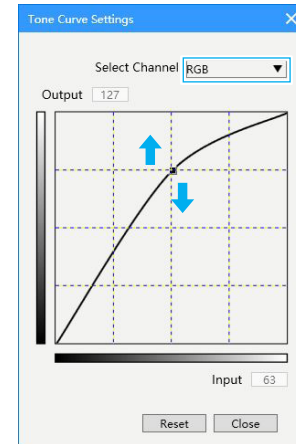 Tone Curve Settings
Select Channel RGB
Output 127
Input 63
Reset Close